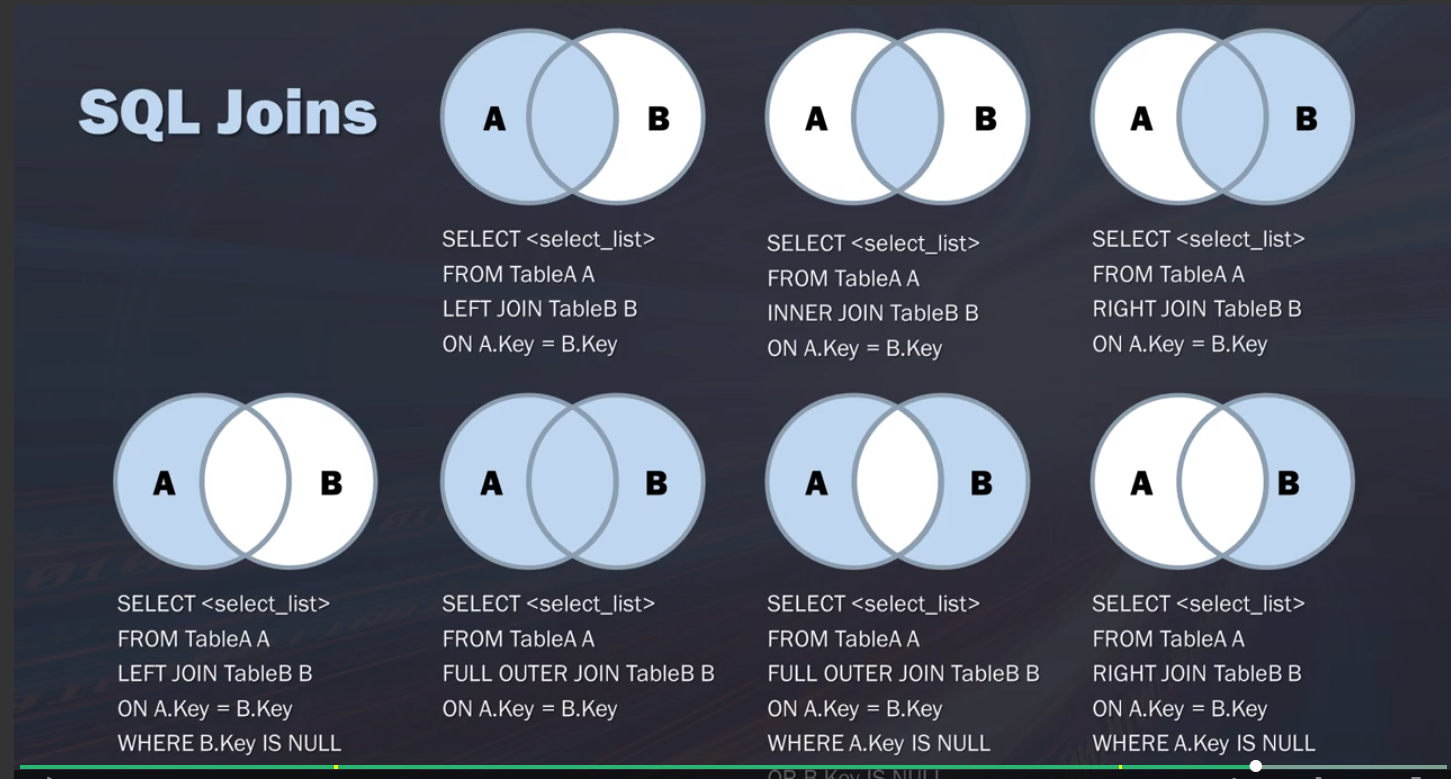 SQL Joins
A B
SELECT <select_list>
FROM TableA A
LEFT JOIN TableB B
ON A.Key = B.Key
A B
SELECT <select_list>
FROM TableA A
INNER JOIN TableB B
ON A.Key = B.Key
A B
SELECT <select_list>
FROM TableA A
RIGHT JOIN TableB B
ON A.Key = B.Key
A B
SELECT <select_list>
FROM TableA A
LEFT JOIN TableB B
ON A.Key = B.Key
WHERE B.Key IS NULL
A B
SELECT <select_list>
FROM TableA A
FULL OUTER JOIN TableB B
ON A.Key = B.Key
A B
SELECT <select_list>
FROM TableA A
FULL OUTER JOIN TableB B
ON A.Key = B.Key
WHERE A.Key IS NULL
OR B.Key IS NULL
A B
SELECT <select_list>
FROM TableA A
RIGHT JOIN TableB B
ON A.Key = B.Key
WHERE A.Key IS NULL